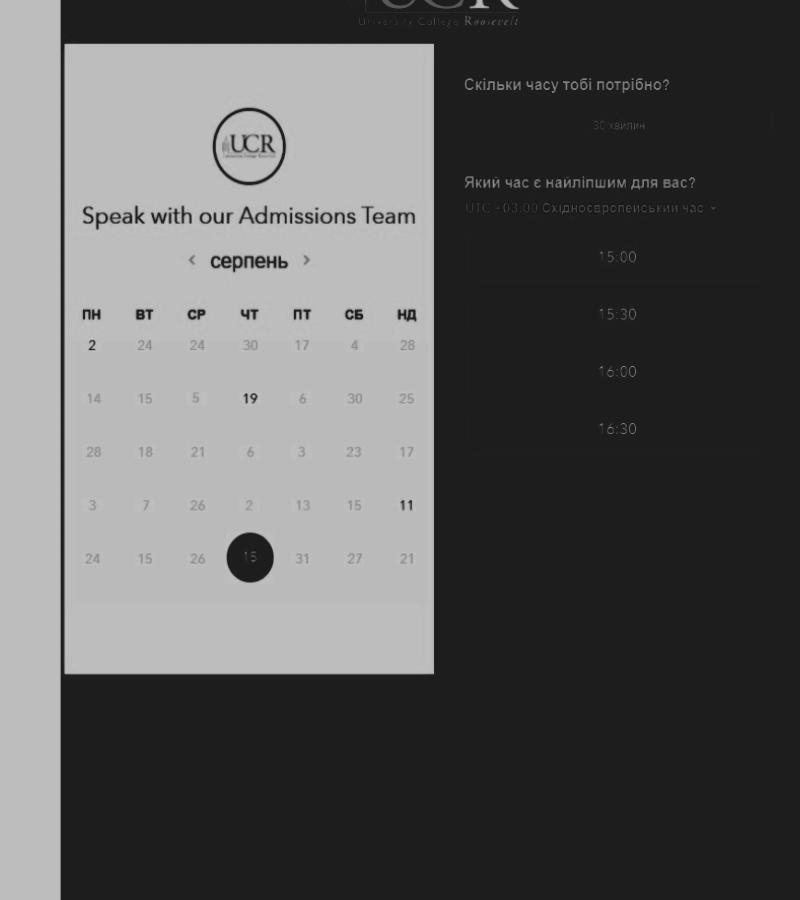 UCR
University College Roosevelt
UCR
Speak with our Admissions Team
серпень
ПН ВТ СР ЧТ ПТ СБ НД
2 24 24 30 17 4 28
14 15 5 19 6 30 25
28 18 21 6 3 23 17
3 7 26 2 13 15 11
24 15 26 15 31 27 21
Скільки часу тобі потрібно?
30 хвилин
Який час є найліпшим для вас?
UTC +03:00 Східноєвропейський час
15:00
15:30
16:00
16:30